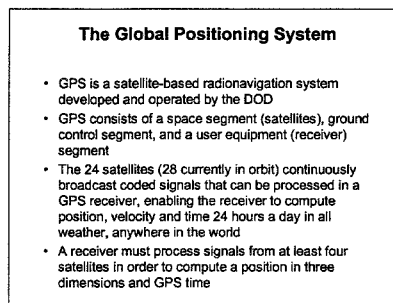 The Global Positioning System
• GPS is a satellite-based radionavigation system
developed and operated by the DOD
• GPS consists of a space segment (satellites), ground
control segment, and a user equipment (receiver)
segment
• The 24 satellites (28 currently in orbit) continuously
broadcast coded signals that can be processed in a
GPS receiver, enabling the receiver to compute
position, velocity and time 24 hours a day in all
weather, anywhere in the world
• A receiver must process signals from at least four
satellites in order to compute a position in three
dimensions and GPS time